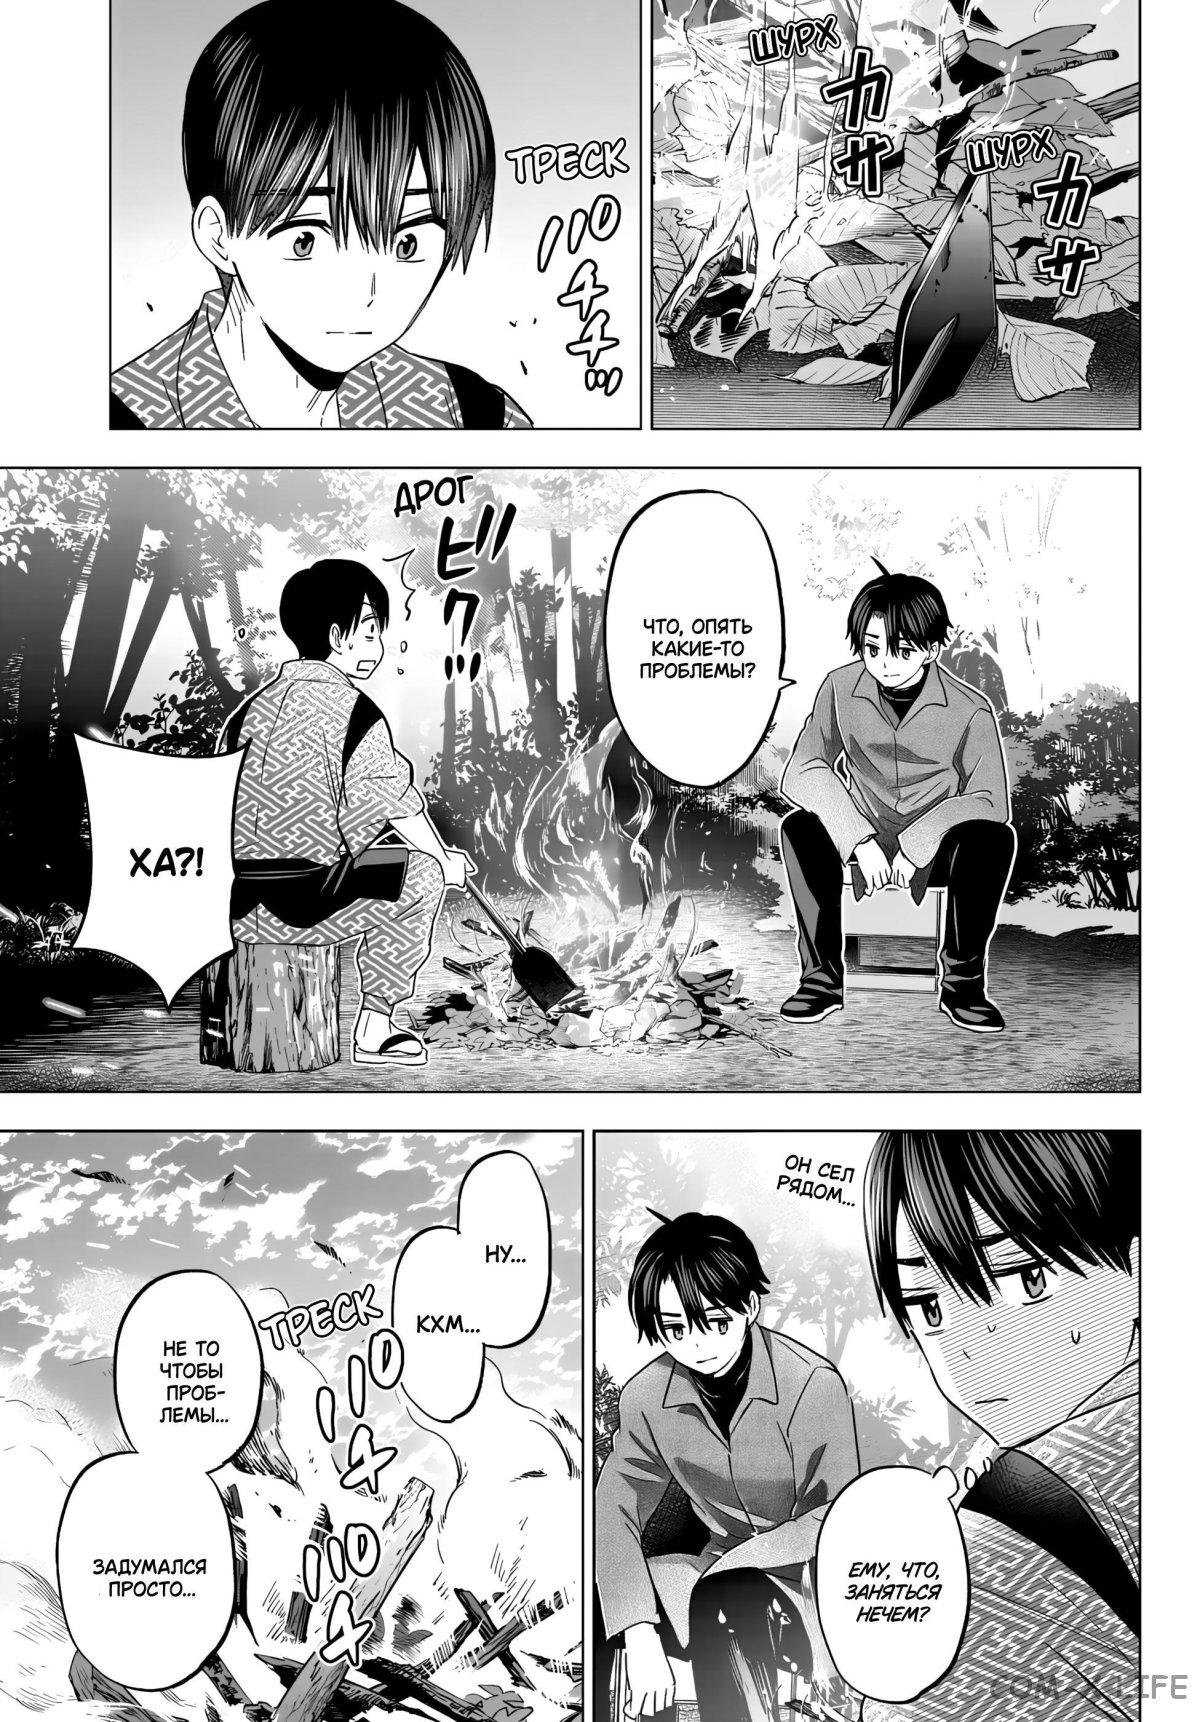 ШУРХ
カサ
ШУРХ
カサ
ТРЕСК
パチチ…
ЧТО, ОПЯТЬ
КАКИЕ-ТО
ПРОБЛЕМЫ?
ДРОГ
ビクッ…
ХА?!
ОН СЕЛ
РЯДОМ...
ЕМУ, ЧТО,
ЗАНЯТЬСЯ
НЕЧЕМ?
НУ...
КХМ...
ТРЕСК
パチ
パチ
НЕ ТО
ЧТОБЫ
ПРОБ-
ЛЕМЫ...
ЗАДУМАЛСЯ
ПРОСТО...
COM-X.LIFE